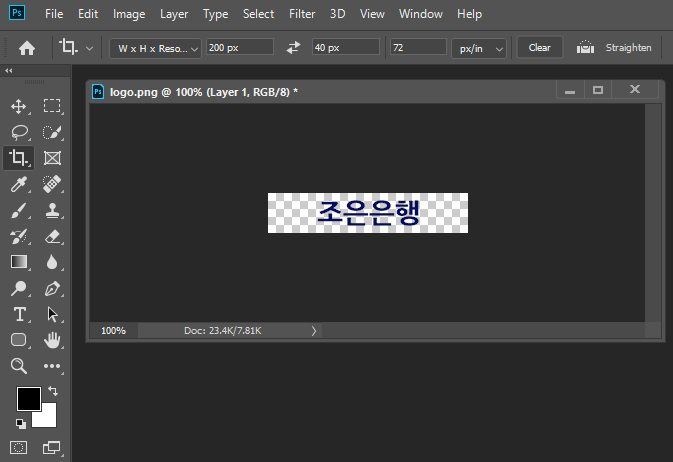 Ps File Edit Image Layer Type Select Filter 3D View Window Help
W x H x Reso... 200 px 40 px 72 px/in Clear Straighten
Ps logo.png @ 100% (Layer 1, RGB/8) *
조은은행
100% Doc: 23.4K/7.81K
T